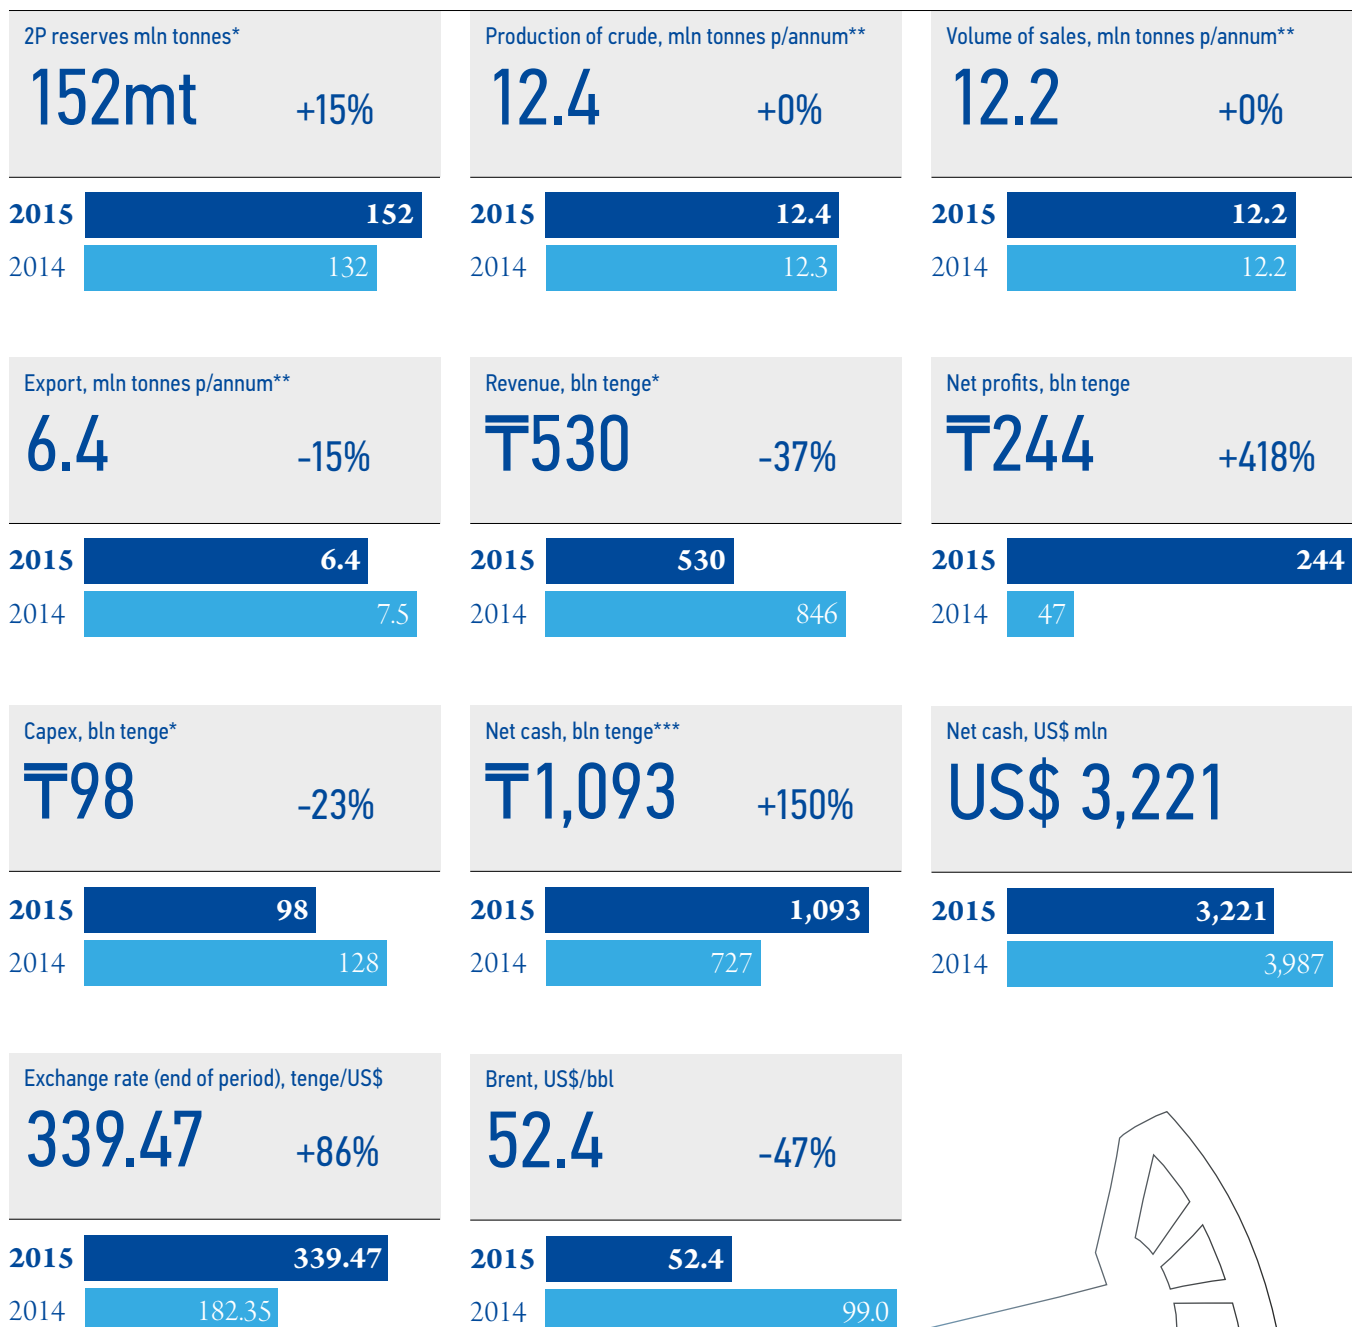 2P reserves mln tonnes*
152mt +15%
2015 152
2014 132
Production of crude, mln tonnes p/annum**
12.4 +0%
2015 12.4
2014 12.3
Volume of sales, mln tonnes p/annum**
12.2 +0%
2015 12.2
2014 12.2
Export, mln tonnes p/annum**
6.4 -15%
2015 6.4
2014 7.5
Revenue, bln tenge*
₸530 -37%
2015 530
2014 846
Net profits, bln tenge
₸244 +418%
2015 244
2014 47
Capex, bln tenge*
₸98 -23%
2015 98
2014 128
Net cash, bln tenge***
₸1,093 +150%
2015 1,093
2014 727
Net cash, US$ mln
US$ 3,221
2015 3,221
2014 3,987
Exchange rate (end of period), tenge/US$
339.47 +86%
2015 339.47
2014 182.35
Brent, US$/bbl
52.4 -47%
2015 52.4
2014 99.0